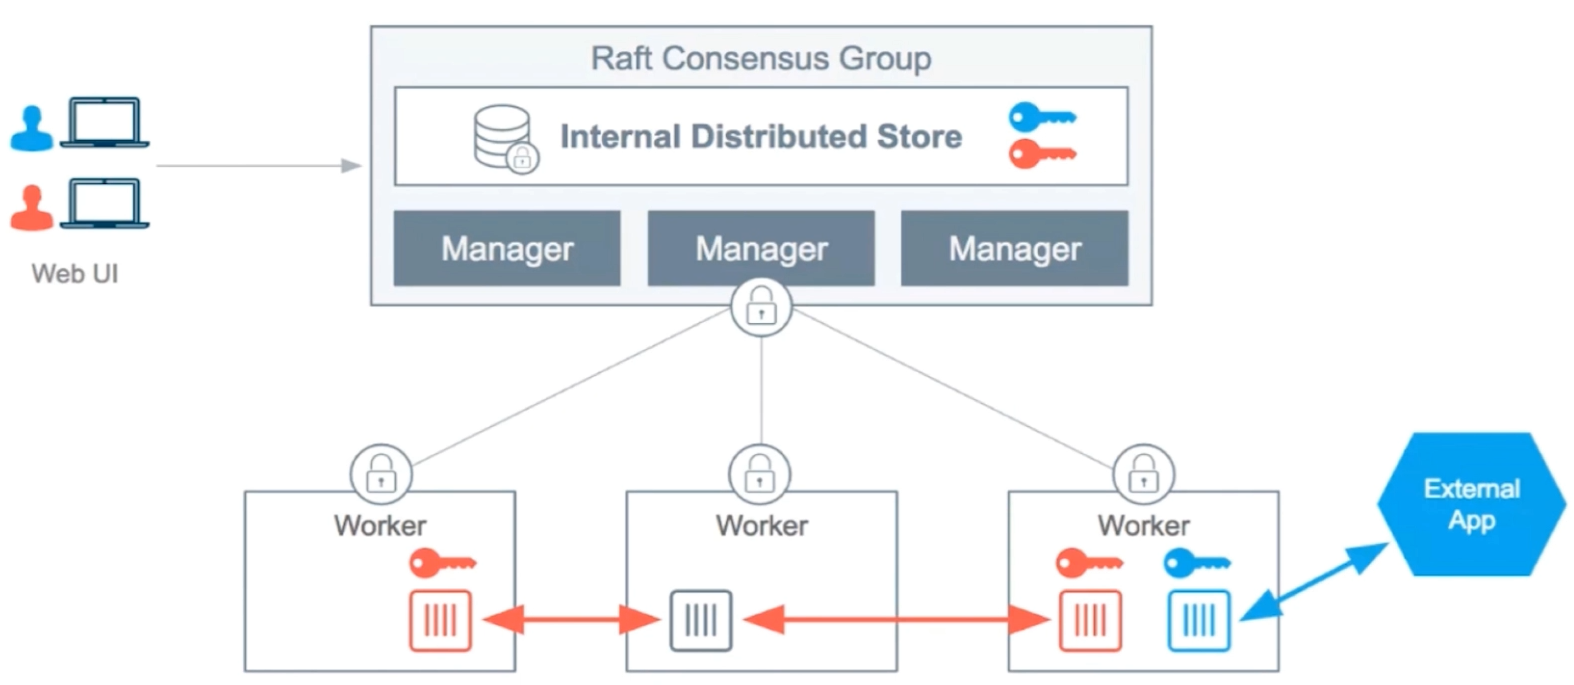 Raft Consensus Group
Internal Distributed Store
Manager
Manager
Manager
Web UI
Worker
Worker
Worker
External
App